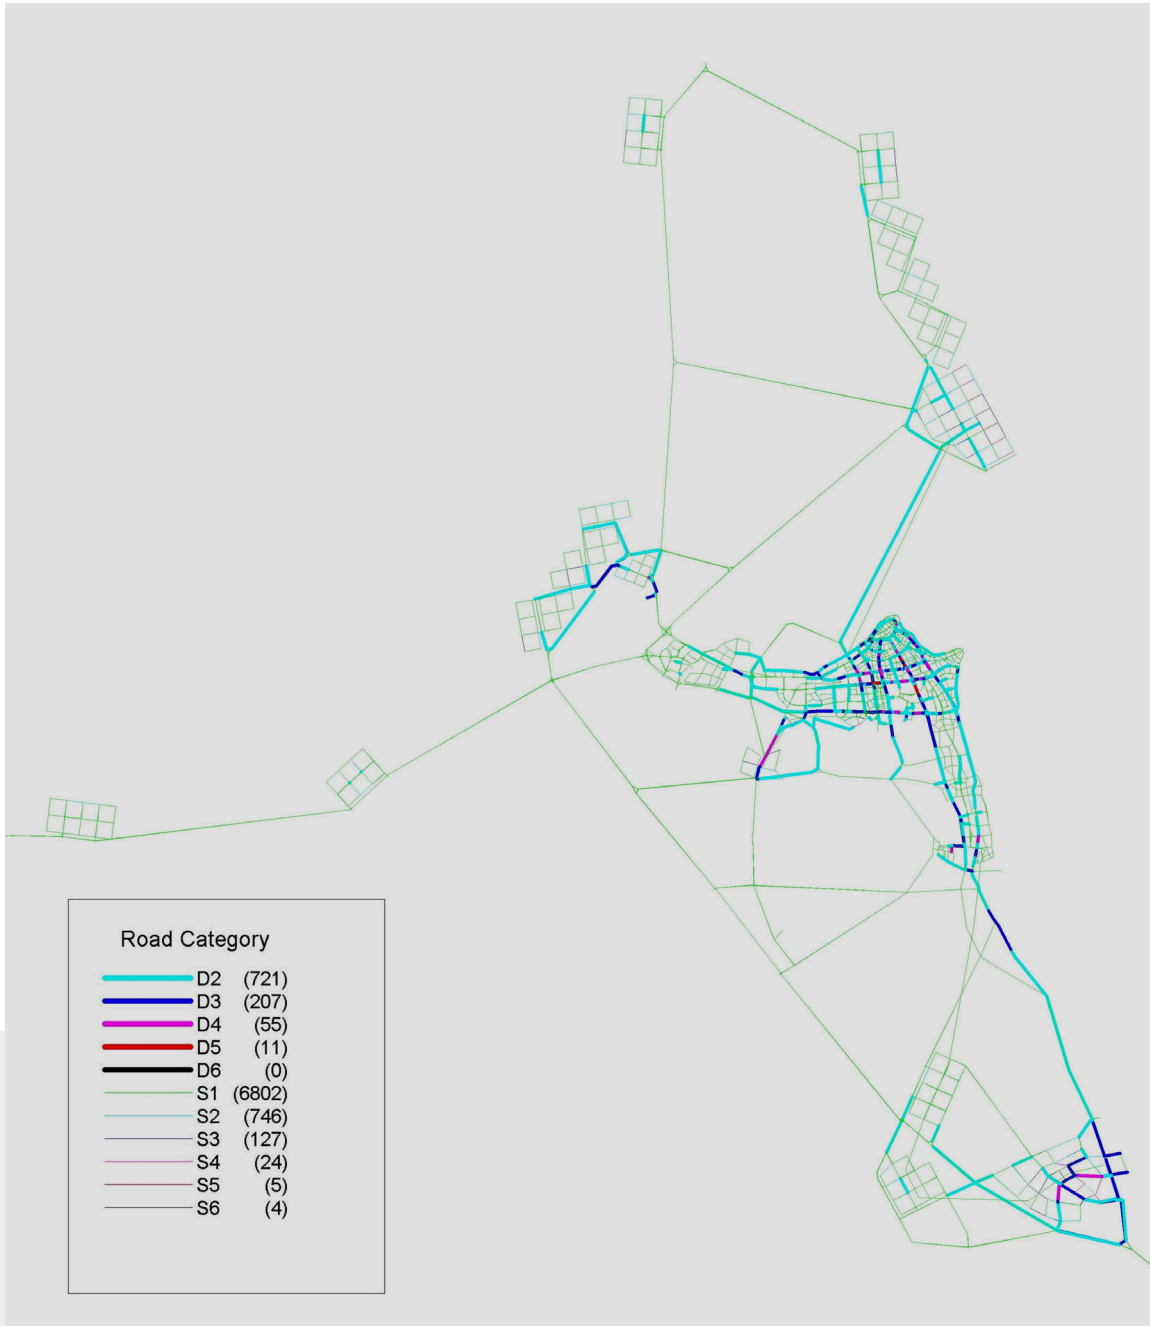 Road Category
D2 (721)
D3 (207)
D4 (55)
D5 (11)
D6 (0)
S1 (6802)
S2 (746)
S3 (127)
S4 (24)
S5 (5)
S6 (4)